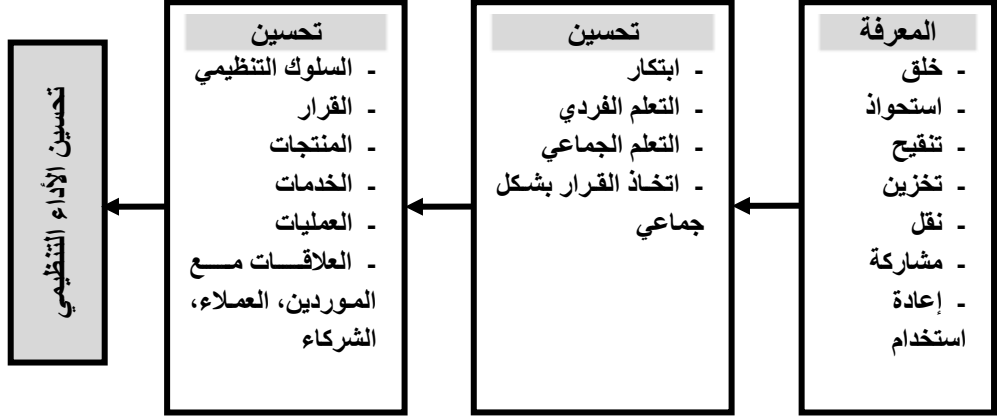 المعرفة
- خلق
- استحواذ
- تنقيح
- تخزين
- نقل
- مشاركة
- إعادة
استخدام
تحسين
- ابتكار
- التعلم الفردي
- التعلم الجماعي
- اتخاذ القرار بشكل
جماعي
تحسين
- السلوك التنظيمي
- القرار
- المنتجات
- الخدمات
- العمليات
- العلاقات مع
الموردين، العملاء،
الشركاء
تحسين الأداء التنظيمي